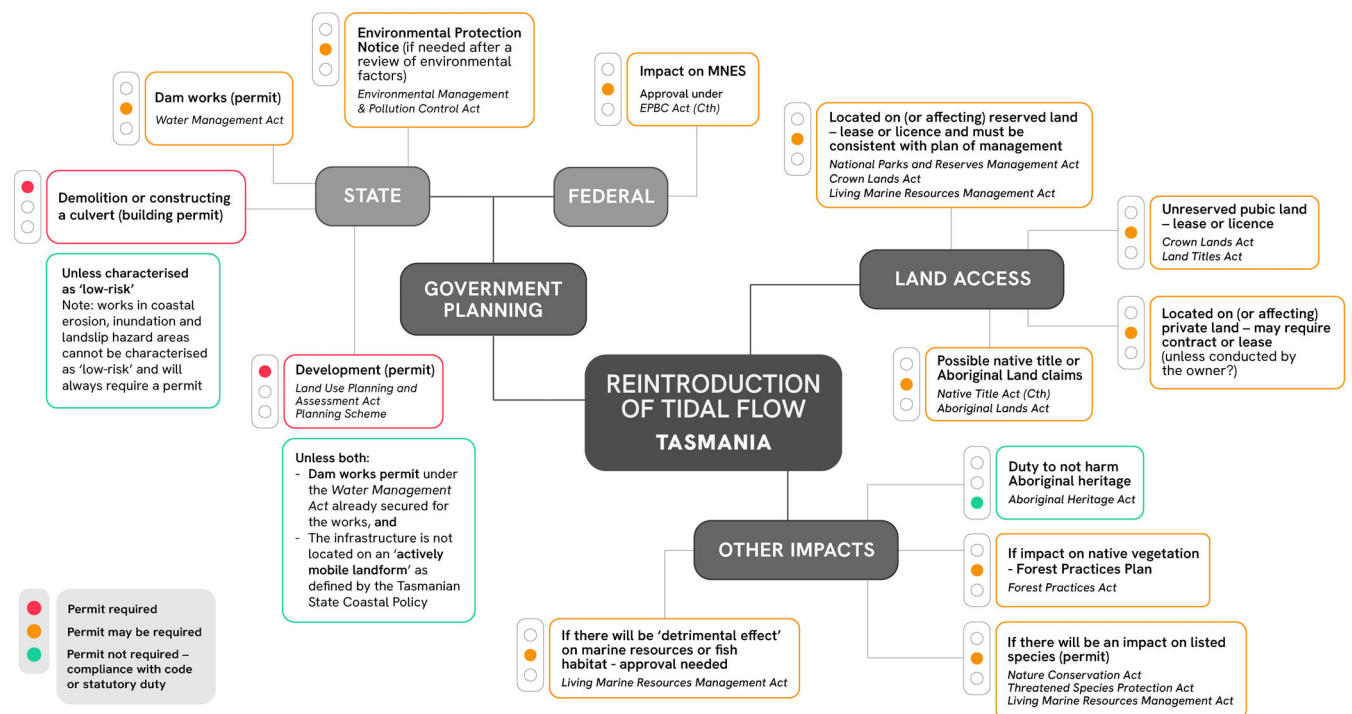 Environmental Protection
Notice (if needed after a
review of environmental
factors)
Environmental Management
& Pollution Control Act
Impact on MNES
Approval under
EPBC Act (Cth)
Dam works (permit)
Water Management Act
Located on (or affecting) reserved land
– lease or licence and must be
consistent with plan of management
National Parks and Reserves Management Act
Crown Lands Act
Living Marine Resources Management Act
Demolition or constructing
a culvert (building permit)
STATE
FEDERAL
Unreserved pubic land
– lease or licence
Crown Lands Act
Land Titles Act
Unless characterised
as ‘low-risk’
Note: works in coastal
erosion, inundation and
landslip hazard areas
cannot be characterised
as ‘low-risk’ and will
always require a permit
GOVERNMENT
PLANNING
LAND ACCESS
Located on (or affecting)
private land – may require
contract or lease
(unless conducted by
the owner?)
Development (permit)
Land Use Planning and
Assessment Act
Planning Scheme
REINTRODUCTION
OF TIDAL FLOW
TASMANIA
Possible native title or
Aboriginal Land claims
Native Title Act (Cth)
Aboriginal Lands Act
Unless both:
- Dam works permit under
the Water Management
Act already secured for
the works, and
- The infrastructure is not
located on an ‘actively
mobile landform’ as
defined by the Tasmanian
State Coastal Policy
Duty to not harm
Aboriginal heritage
Aboriginal Heritage Act
OTHER IMPACTS
If impact on native vegetation
- Forest Practices Plan
Forest Practices Act
If there will be ‘detrimental effect’
on marine resources or fish
habitat - approval needed
Living Marine Resources Management Act
If there will be an impact on listed
species (permit)
Nature Conservation Act
Threatened Species Protection Act
Living Marine Resources Management Act
Permit required
Permit may be required
Permit not required –
compliance with code
or statutory duty